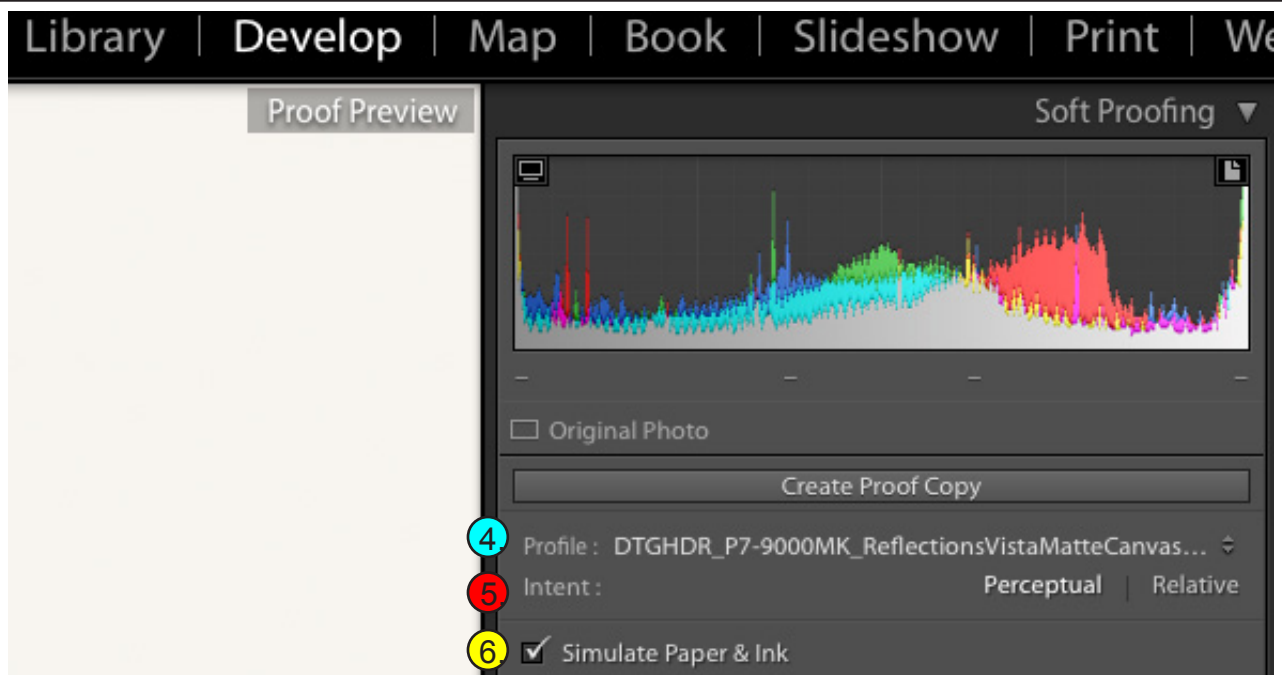 Library | Develop | Map | Book | Slideshow | Print | We
Proof Preview
Soft Proofing ▼
– – – –
Original Photo
Create Proof Copy
4. Profile : DTGHDR_P7-9000MK_ReflectionsVistaMatteCanvas...
5. Intent : Perceptual | Relative
6. Simulate Paper & Ink